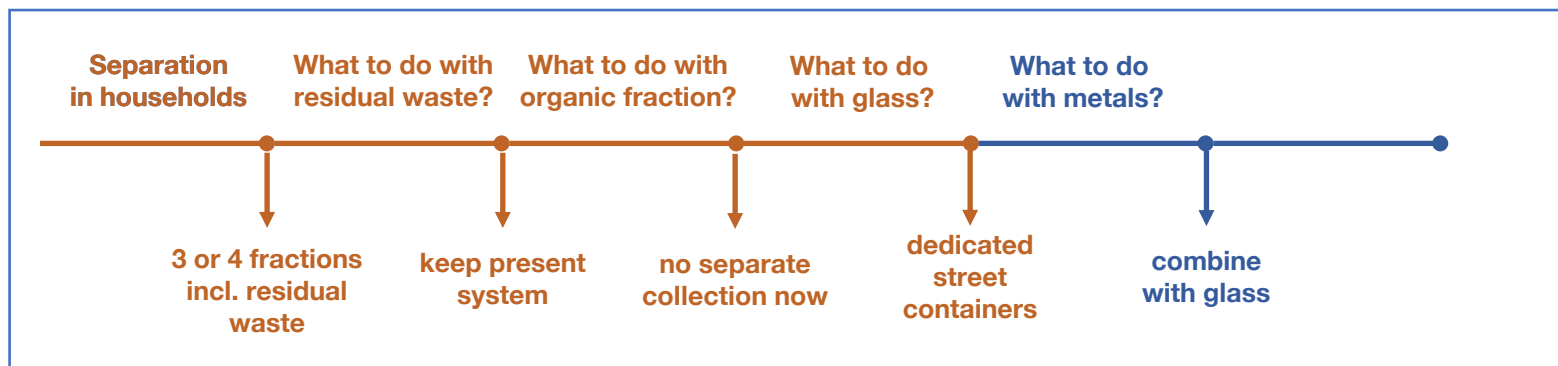 Separation
in households
What to do with
residual waste?
What to do with
organic fraction?
What to do
with glass?
What to do
with metals?
3 or 4 fractions
incl. residual
waste
keep present
system
no separate
collection now
dedicated
street
containers
combine
with glass